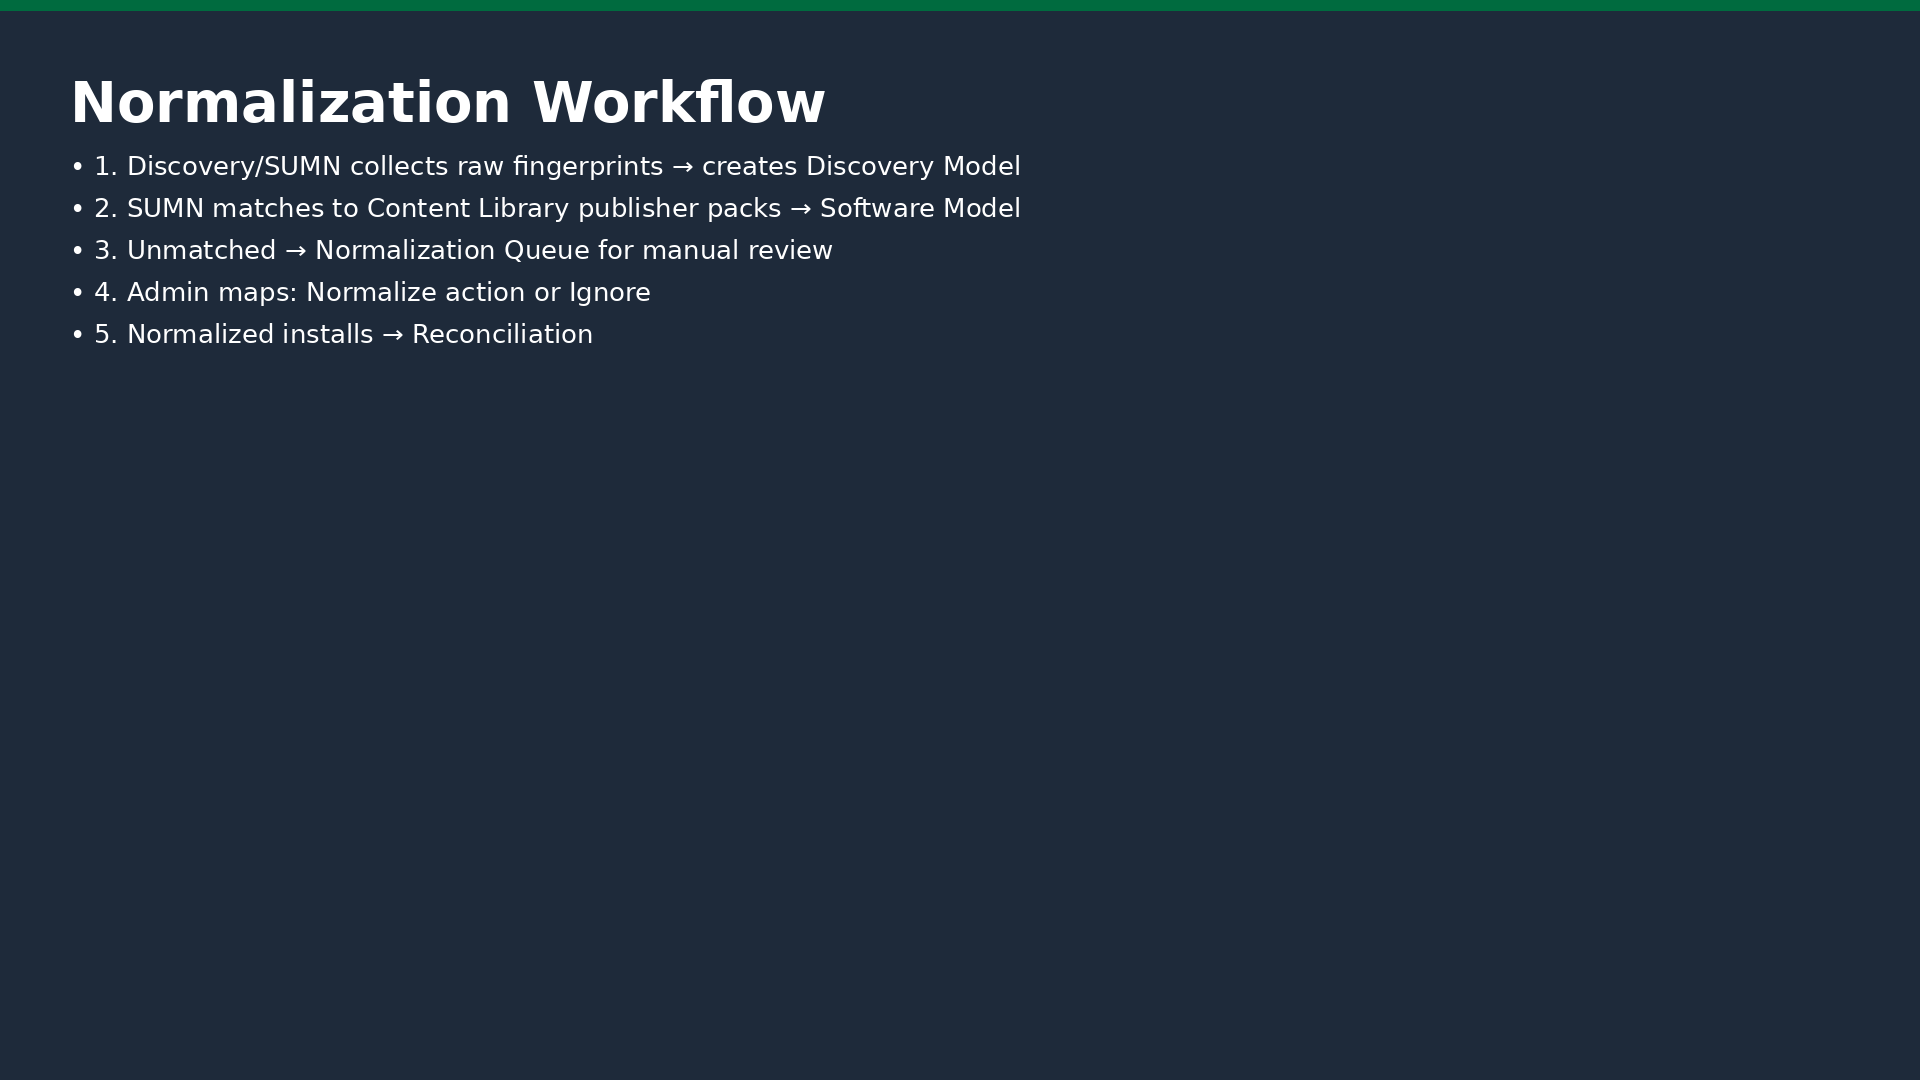 Normalization Workflow
• 1. Discovery/SUMN collects raw fingerprints → creates Discovery Model
• 2. SUMN matches to Content Library publisher packs → Software Model
• 3. Unmatched → Normalization Queue for manual review
• 4. Admin maps: Normalize action or Ignore
• 5. Normalized installs → Reconciliation